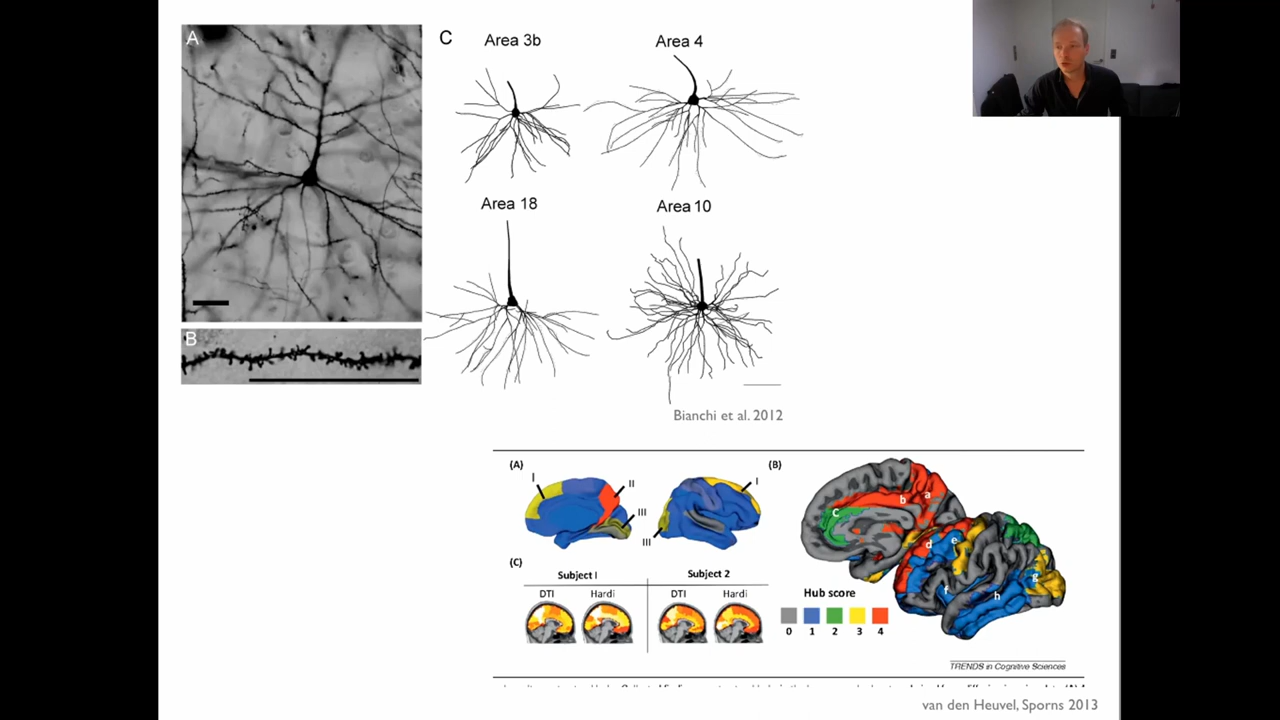 A
C
Area 3b
Area 4
Area 18
Area 10
B
Bianchi et al. 2012
(A)
I
II
III
I
III
(B)
a
b
C
d
e
f
g
h
(C)
Subject I
Subject 2
DTI
Hardi
DTI
Hardi
Hub score
0 1 2 3 4
TRENDS in Cognitive Sciences
van den Heuvel, Sporns 2013